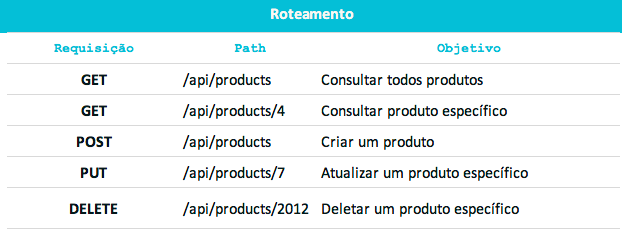 Roteamento
Requisição Path Objetivo
GET /api/products Consultar todos produtos
GET /api/products/4 Consultar produto específico
POST /api/products Criar um produto
PUT /api/products/7 Atualizar um produto específico
DELETE /api/products/2012 Deletar um produto específico